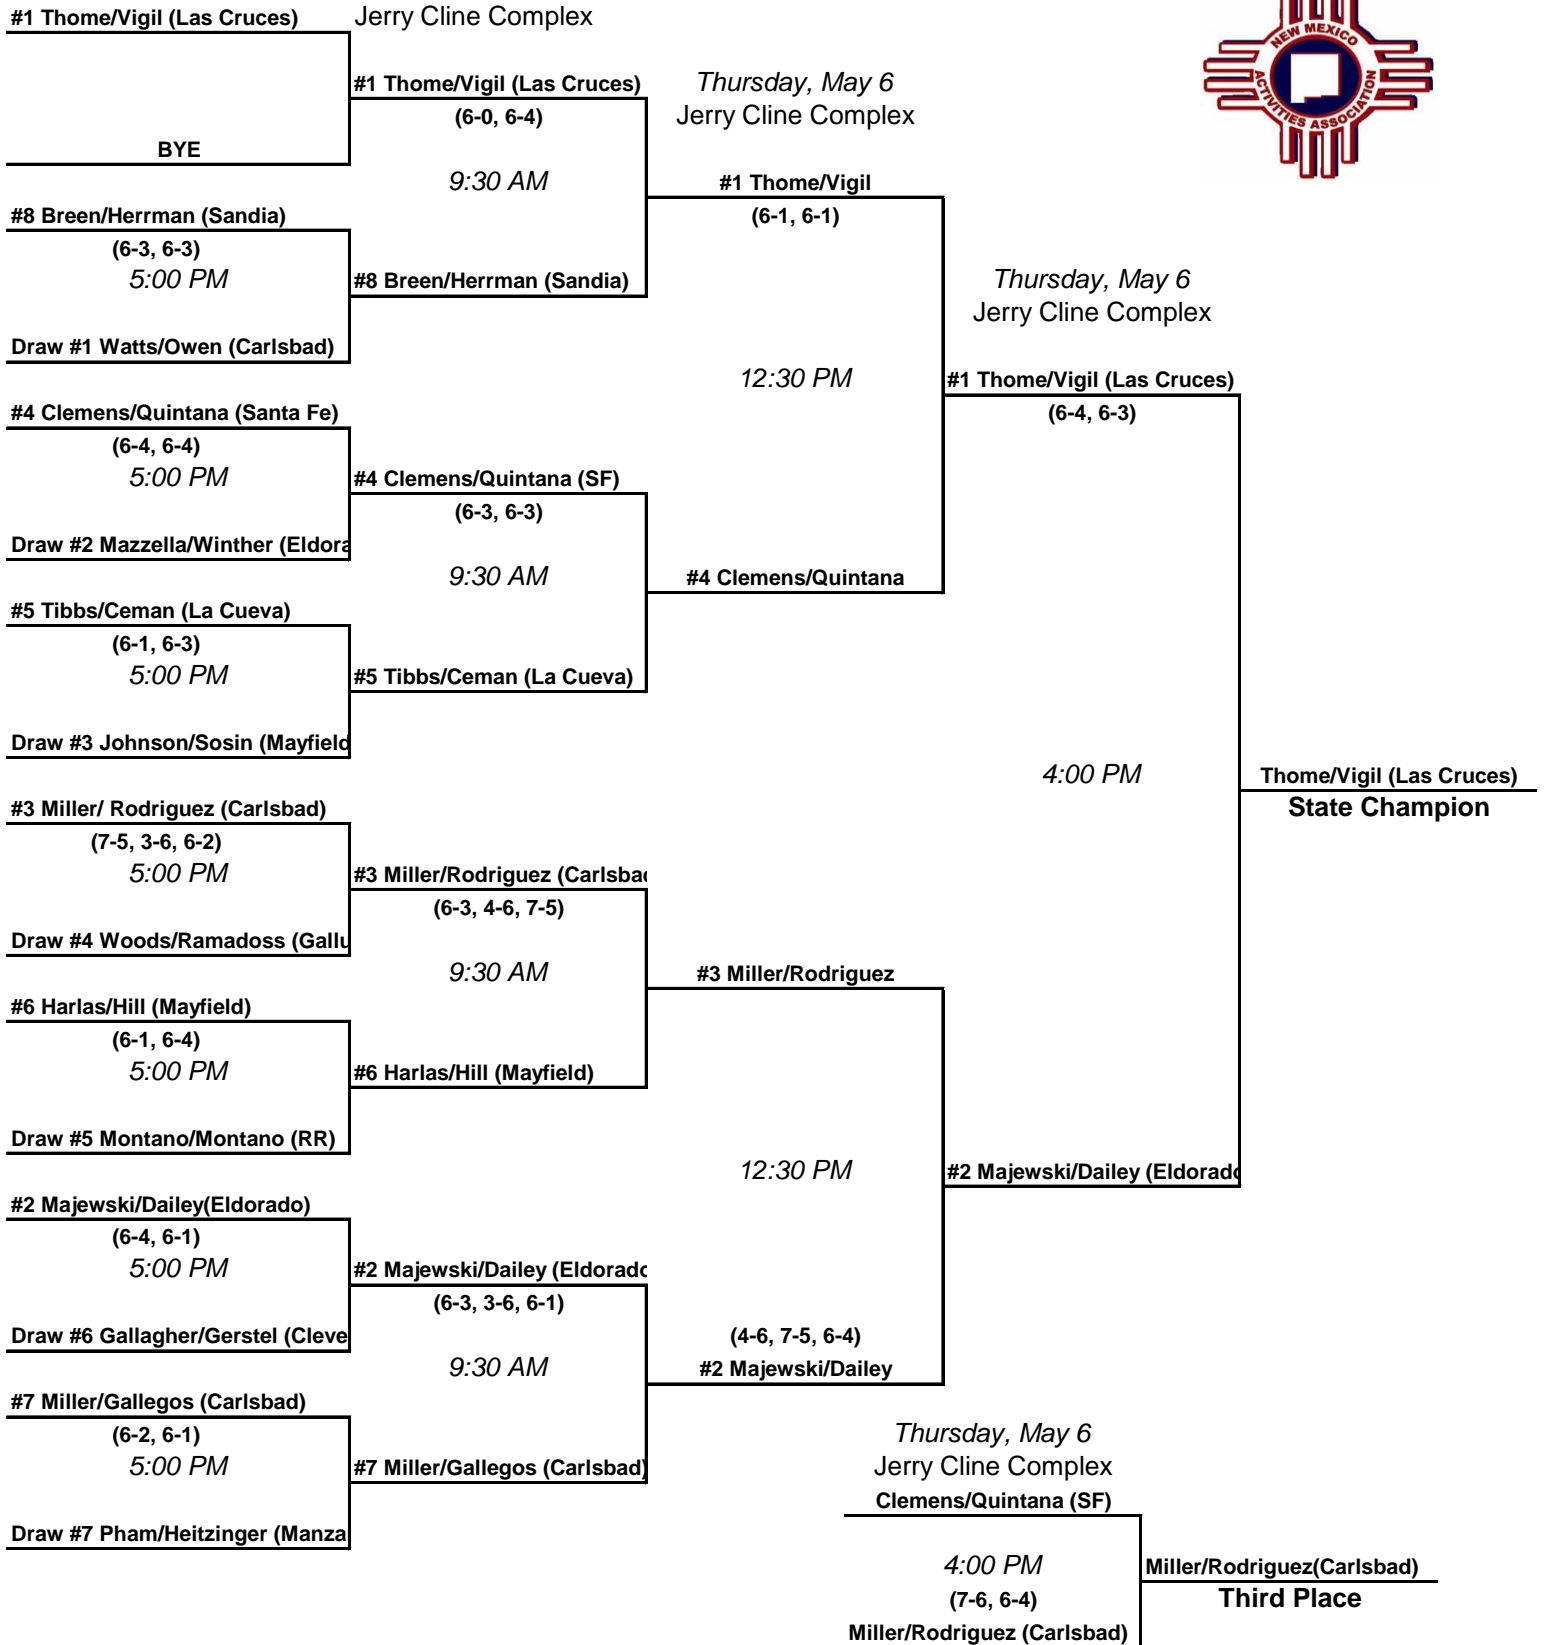 #1 Thome/Vigil (Las Cruces)
Jerry Cline Complex
BYE
#8 Breen/Herrman (Sandia)
(6-3, 6-3)
5:00 PM
Draw #1 Watts/Owen (Carlsbad)
#4 Clemens/Quintana (Santa Fe)
(6-4, 6-4)
5:00 PM
Draw #2 Mazzella/Winther (Eldora
#5 Tibbs/Ceman (La Cueva)
(6-1, 6-3)
5:00 PM
Draw #3 Johnson/Sosin (Mayfield
#3 Miller/ Rodriguez (Carlsbad)
(7-5, 3-6, 6-2)
5:00 PM
Draw #4 Woods/Ramadoss (Gallu
#6 Harlas/Hill (Mayfield)
(6-1, 6-4)
5:00 PM
Draw #5 Montano/Montano (RR)
#2 Majewski/Dailey(Eldorado)
(6-4, 6-1)
5:00 PM
Draw #6 Gallagher/Gerstel (Cleve
#7 Miller/Gallegos (Carlsbad)
(6-2, 6-1)
5:00 PM
Draw #7 Pham/Heitzinger (Manza
#1 Thome/Vigil (Las Cruces)
(6-0, 6-4)
9:30 AM
#8 Breen/Herrman (Sandia)
#4 Clemens/Quintana (SF)
(6-3, 6-3)
9:30 AM
#5 Tibbs/Ceman (La Cueva)
#3 Miller/Rodriguez (Carlsbad
(6-3, 4-6, 7-5)
9:30 AM
#6 Harlas/Hill (Mayfield)
#2 Majewski/Dailey (Eldorado
(6-3, 3-6, 6-1)
9:30 AM
#7 Miller/Gallegos (Carlsbad)
Thursday, May 6
Jerry Cline Complex
#1 Thome/Vigil
(6-1, 6-1)
12:30 PM
#4 Clemens/Quintana
#3 Miller/Rodriguez
12:30 PM
(4-6, 7-5, 6-4)
#2 Majewski/Dailey
NEW MEXICO
ACTIVITIES ASSOCIATION
Thursday, May 6
Jerry Cline Complex
#1 Thome/Vigil (Las Cruces)
(6-4, 6-3)
4:00 PM
#2 Majewski/Dailey (Eldorado
Thome/Vigil (Las Cruces)
State Champion
Thursday, May 6
Jerry Cline Complex
Clemens/Quintana (SF)
4:00 PM
(7-6, 6-4)
Miller/Rodriguez (Carlsbad)
Miller/Rodriguez(Carlsbad)
Third Place